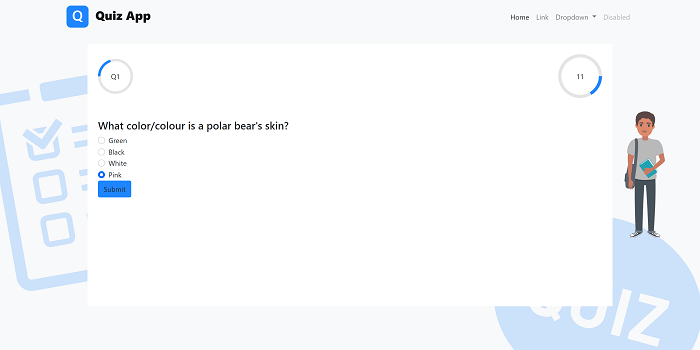 Q Quiz App
Home Link Dropdown Disabled
Q1
11
What color/colour is a polar bear's skin?
Green
Black
White
Pink
Submit
QUIZ